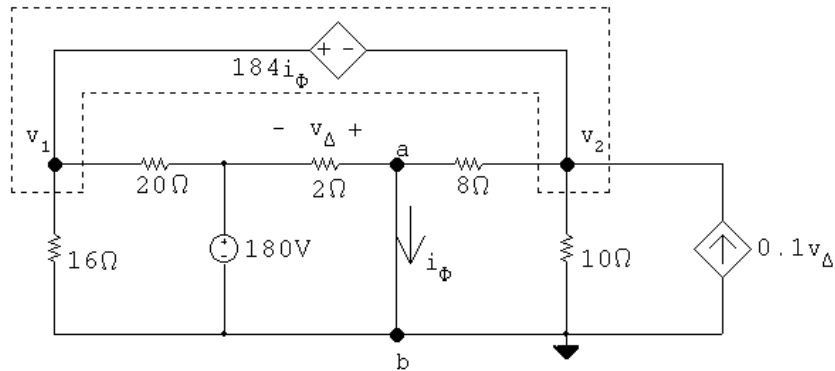 + -
184i_Φ
v_1
- v_Δ +
a
v_2
20Ω
2Ω
8Ω
16Ω
+
-
180V
i_Φ
10Ω
0.1v_Δ
b